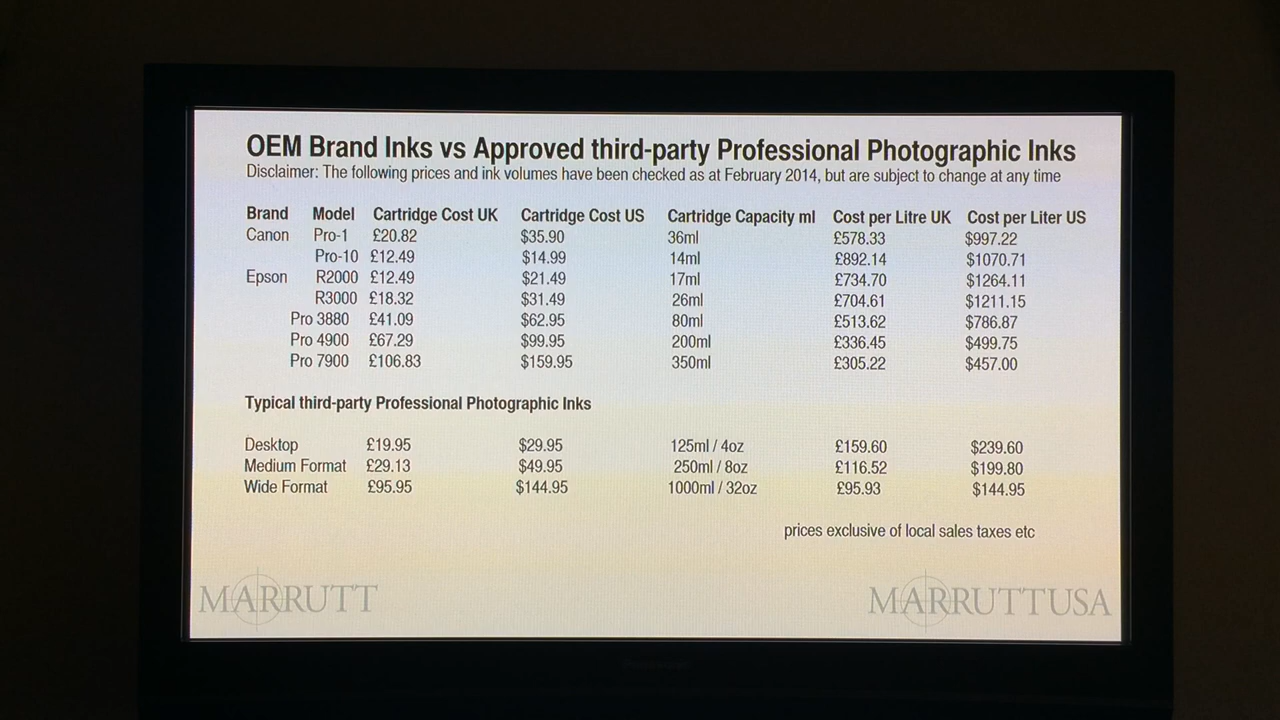 OEM Brand Inks vs Approved third-party Professional Photographic Inks
Disclaimer: The following prices and ink volumes have been checked as at February 2014, but are subject to change at any time
Brand Model Cartridge Cost UK Cartridge Cost US Cartridge Capacity ml Cost per Litre UK Cost per Liter US
Canon Pro-1 £20.82 $35.90 36ml £578.33 $997.22
Pro-10 £12.49 $14.99 14ml £892.14 $1070.71
Epson R2000 £12.49 $21.49 17ml £734.70 $1264.11
R3000 £18.32 $31.49 26ml £704.61 $1211.15
Pro 3880 £41.09 $62.95 80ml £513.62 $786.87
Pro 4900 £67.29 $99.95 200ml £336.45 $499.75
Pro 7900 £106.83 $159.95 350ml £305.22 $457.00
Typical third-party Professional Photographic Inks
Desktop £19.95 $29.95 125ml / 4oz £159.60 $239.60
Medium Format £29.13 $49.95 250ml / 8oz £116.52 $199.80
Wide Format £95.95 $144.95 1000ml / 32oz £95.93 $144.95
prices exclusive of local sales taxes etc
MARRUTT MARRUTTUSA